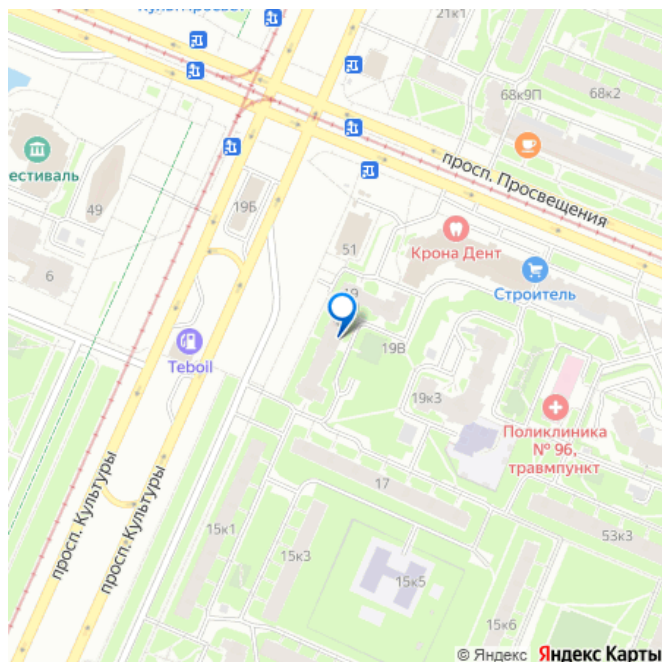 21к1
68к9П
68к2
просп. Просвещения
естиваль
49
19Б
6
51
Крона Дент
Строитель
19
Teboil
19В
19к3
Поликлиника
№ 96,
травмпункт
просп. Культуры
просп. Культуры
17
15к1
15к3
53к3
15к5
15к6
© Яндекс Яндекс Карты